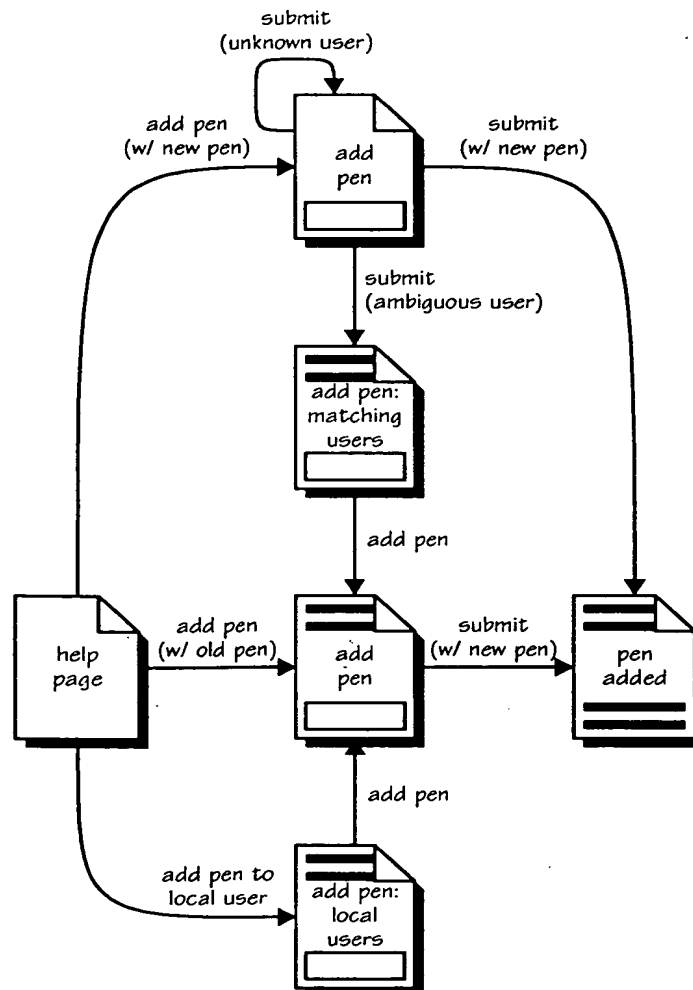 submit
(unknown user)
add pen
(w/ new pen)
add
pen
submit
(w/ new pen)
submit
(ambiguous user)
add pen:
matching
users
add pen
help
page
add pen
(w/ old pen)
add
pen
submit
(w/ new pen)
pen
added
add pen
add pen to
local user
add pen:
local
users